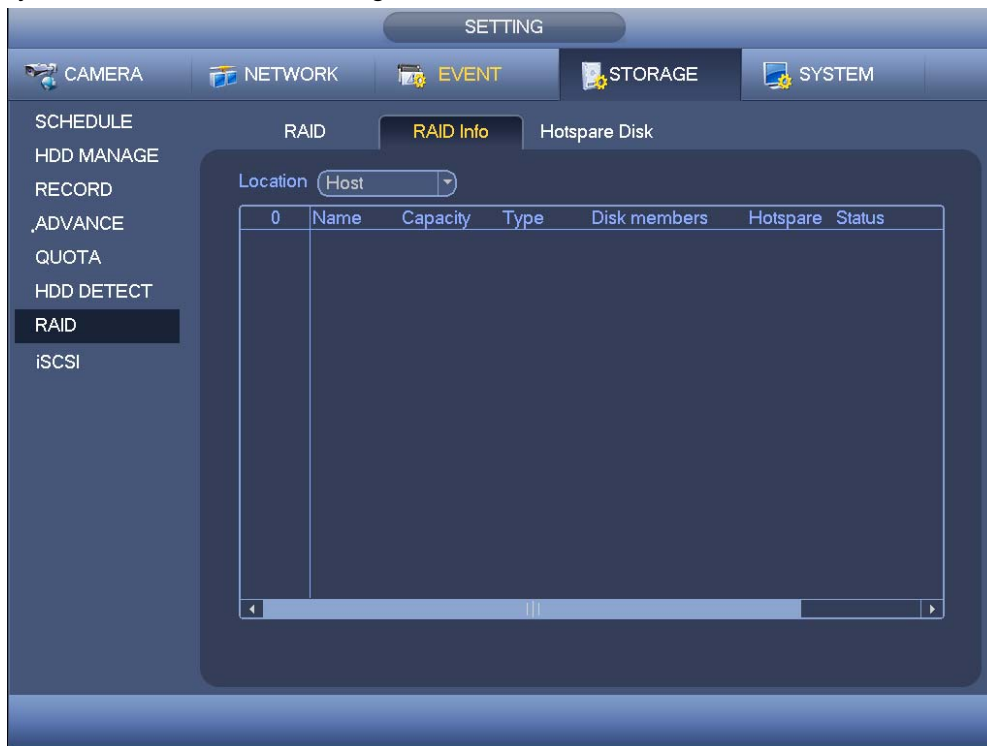 SETTING
CAMERA NETWORK EVENT STORAGE SYSTEM
SCHEDULE
HDD MANAGE
RECORD
ADVANCE
QUOTA
HDD DETECT
RAID
iSCSI
RAID RAID Info Hotspare Disk
Location Host
0 Name Capacity Type Disk members Hotspare Status